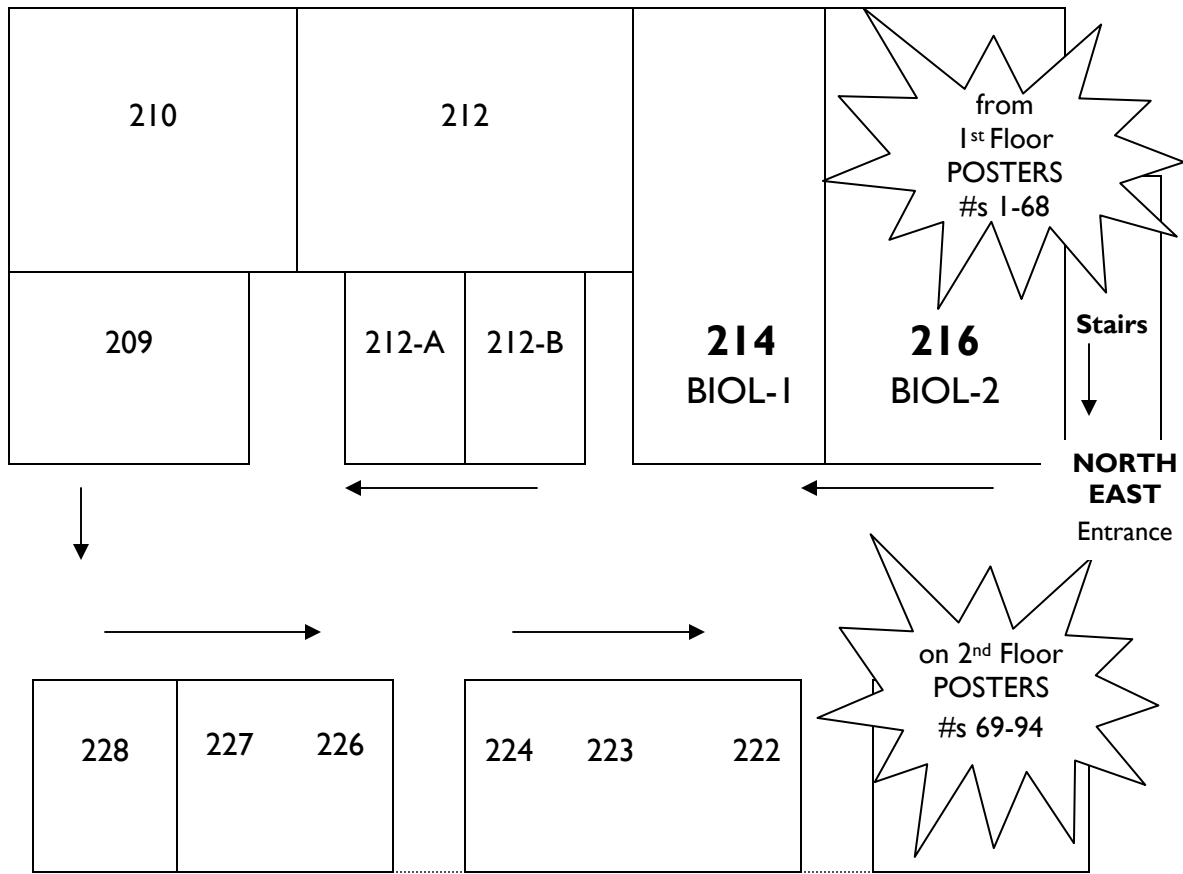 210
212
from
1st Floor
POSTERS
#s 1-68
209
212-A
212-B
214
BIOL-1
216
BIOL-2
Stairs
NORTH
EAST
Entrance
on 2nd Floor
POSTERS
#s 69-94
228
227
226
224
223
222